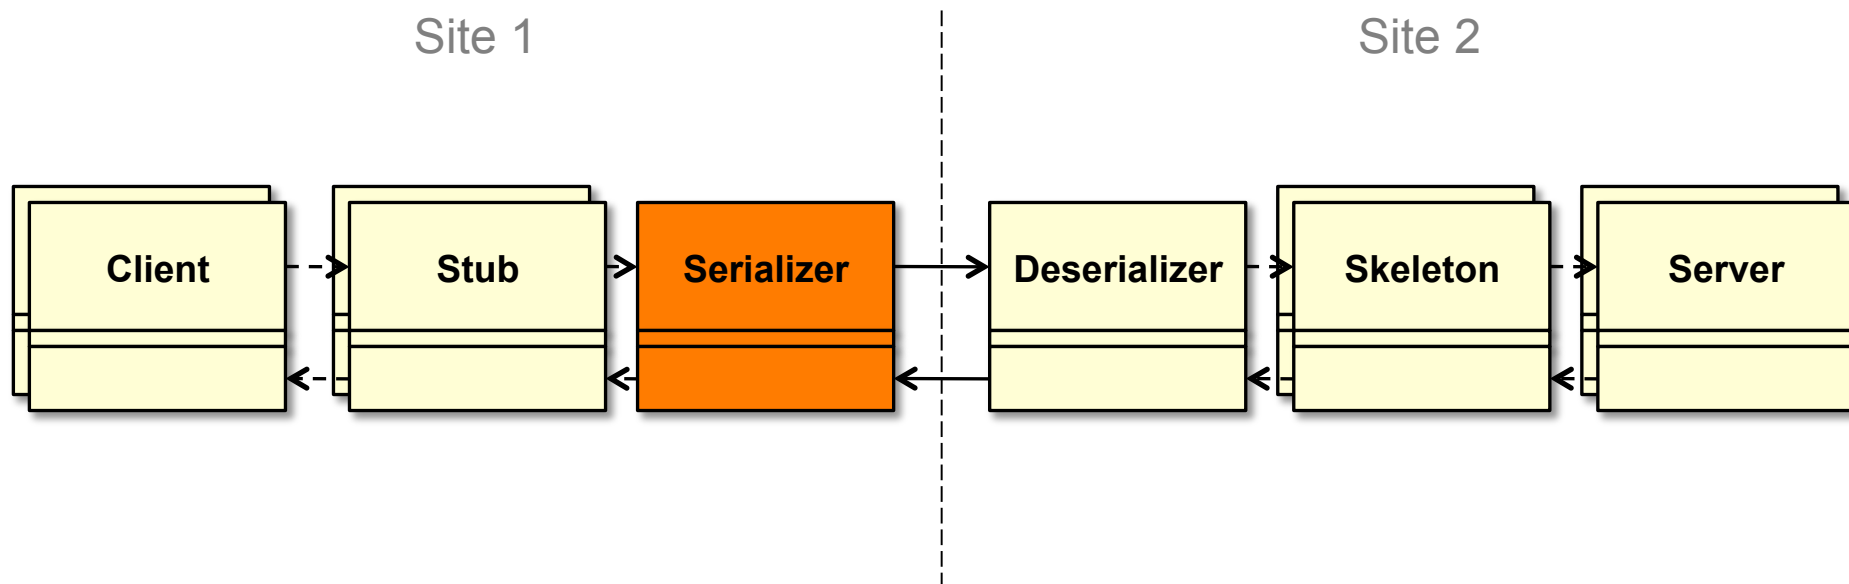 Site 1
Site 2
Client
Stub
Serializer
Deserializer
Skeleton
Server